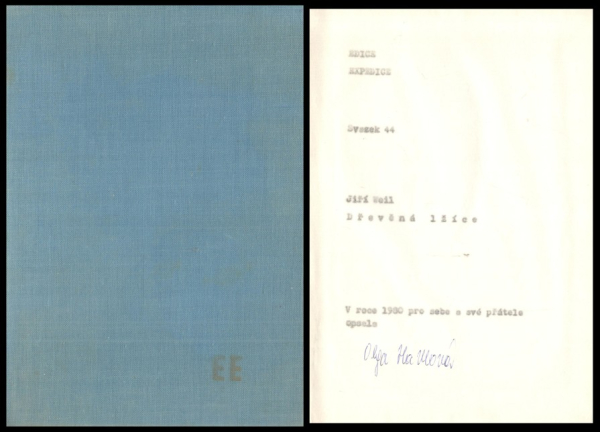 EE
EDICE
EXPEDICE
Svazek 44
Jiří Weil
Dřevěná lžíce
V roce 1980 pro sebe a své přátele
opsala
Olga Havlová